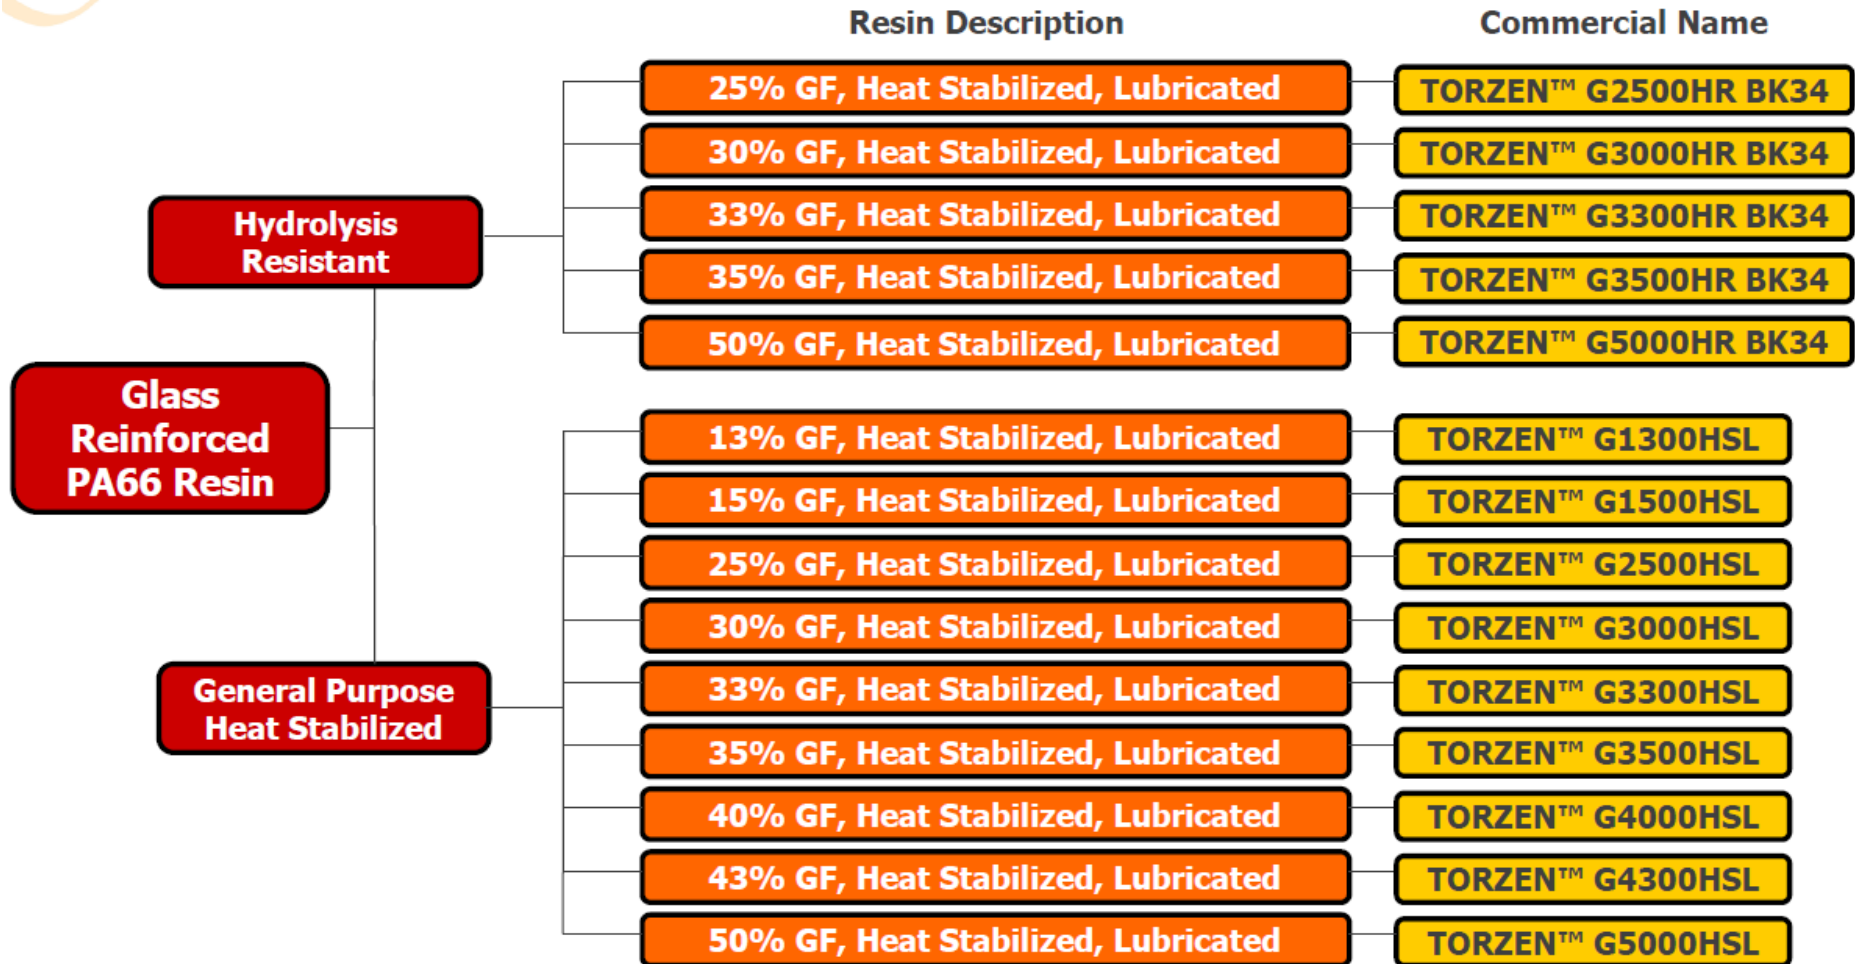 Resin Description
Commercial Name
Glass
Reinforced
PA66 Resin
Hydrolysis
Resistant
25% GF, Heat Stabilized, Lubricated
TORZEN™ G2500HR BK34
30% GF, Heat Stabilized, Lubricated
TORZEN™ G3000HR BK34
33% GF, Heat Stabilized, Lubricated
TORZEN™ G3300HR BK34
35% GF, Heat Stabilized, Lubricated
TORZEN™ G3500HR BK34
50% GF, Heat Stabilized, Lubricated
TORZEN™ G5000HR BK34
General Purpose
Heat Stabilized
13% GF, Heat Stabilized, Lubricated
TORZEN™ G1300HSL
15% GF, Heat Stabilized, Lubricated
TORZEN™ G1500HSL
25% GF, Heat Stabilized, Lubricated
TORZEN™ G2500HSL
30% GF, Heat Stabilized, Lubricated
TORZEN™ G3000HSL
33% GF, Heat Stabilized, Lubricated
TORZEN™ G3300HSL
35% GF, Heat Stabilized, Lubricated
TORZEN™ G3500HSL
40% GF, Heat Stabilized, Lubricated
TORZEN™ G4000HSL
43% GF, Heat Stabilized, Lubricated
TORZEN™ G4300HSL
50% GF, Heat Stabilized, Lubricated
TORZEN™ G5000HSL